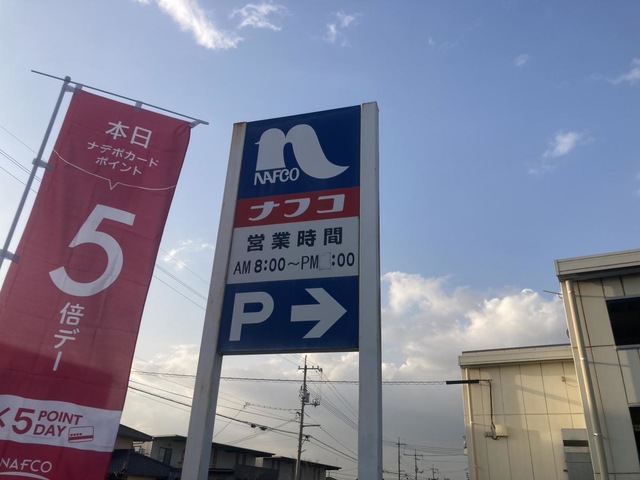 本日
ナデポカード
ポイント
5
倍デー
×5 POINT
DAY
NAFCO
NAFCO
ナフコ
営業時間
AM 8:00～PM :00
P